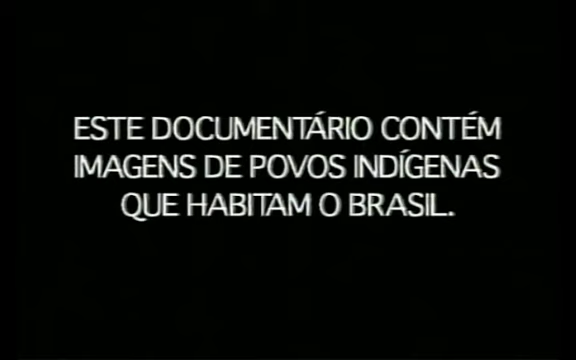 ESTE DOCUMENTÁRIO CONTÉM
IMAGENS DE POVOS INDÍGENAS
QUE HABITAM O BRASIL.